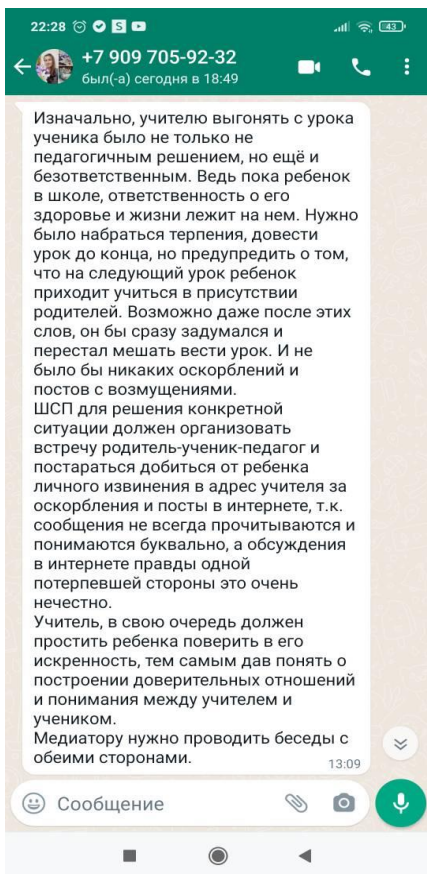 22:28
43
+7 909 705-92-32
был(-а) сегодня в 18:49
Изначально, учителю выгонять с урока
ученика было не только не
педагогичным решением, но ещё и
безответственным. Ведь пока ребенок
в школе, ответственность о его
здоровье и жизни лежит на нем. Нужно
было набраться терпения, довести
урок до конца, но предупредить о том,
что на следующий урок ребенок
приходит учиться в присутствии
родителей. Возможно даже после этих
слов, он бы сразу задумался и
перестал мешать вести урок. И не
было бы никаких оскорблений и
постов с возмущениями.
ШСП для решения конкретной
ситуации должен организовать
встречу родитель-ученик-педагог и
постараться добиться от ребенка
личного извинения в адрес учителя за
оскорбления и посты в интернете, т.к.
сообщения не всегда прочитываются и
понимаются буквально, а обсуждения
в интернете правды одной
потерпевшей стороны это очень
нечестно.
Учитель, в свою очередь должен
простить ребенка поверить в его
искренность, тем самым дав понять о
построении доверительных отношений
и понимания между учителем и
учеником.
Медиатору нужно проводить беседы с
обеими сторонами.
13:09
Сообщение